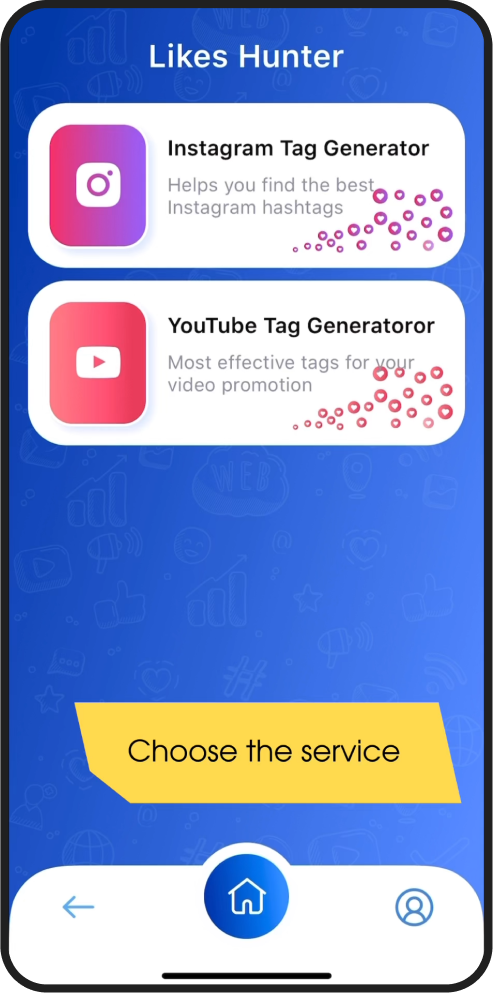 Likes Hunter
Instagram Tag Generator
Helps you find the best
Instagram hashtags
YouTube Tag Generatoror
Most effective tags for your
video promotion
WEB
Choose the service